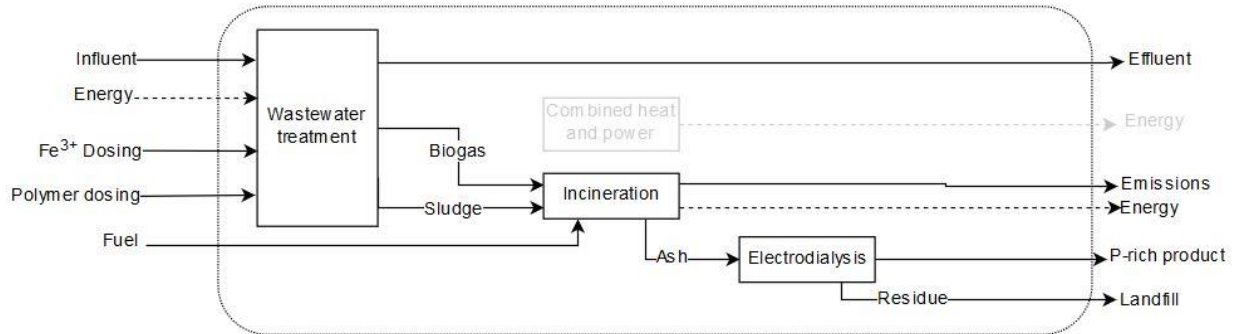 Influent
Effluent
Energy
Wastewater
treatment
Combined heat
and power
Energy
Fe³⁺ Dosing
Biogas
Polymer dosing
Incineration
Emissions
Sludge
Energy
Fuel
Ash
Electrodialysis
P-rich product
Residue
Landfill